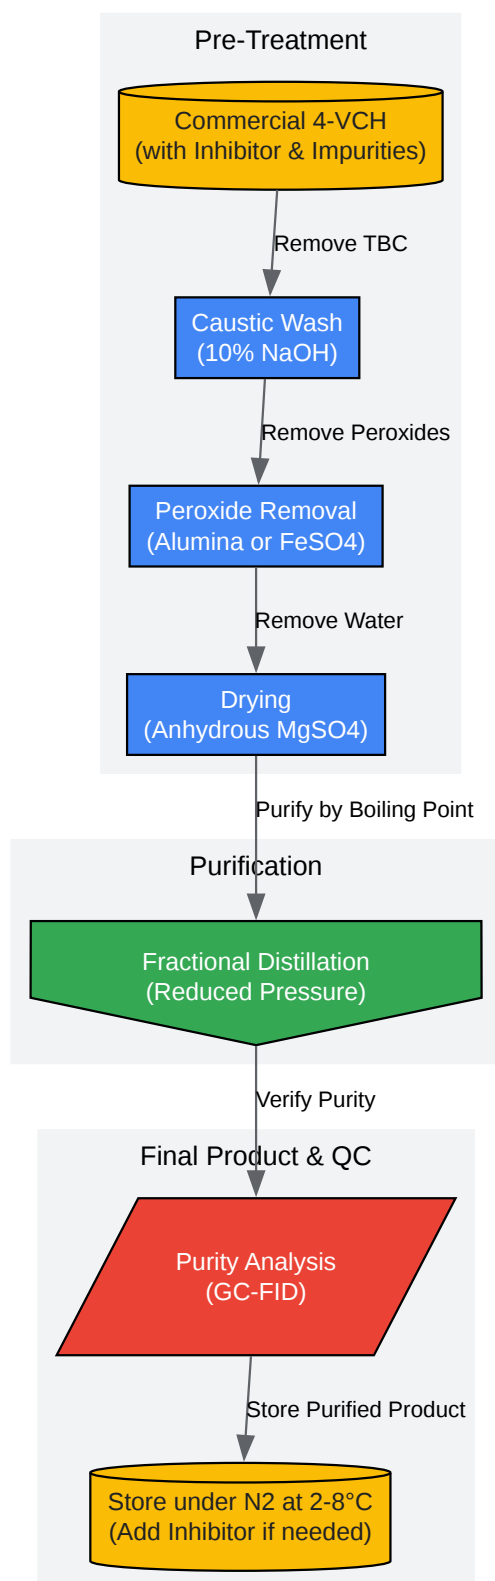 Pre-Treatment
Commercial 4-VCH
(with Inhibitor & Impurities)
Remove TBC
Caustic Wash
(10% NaOH)
Remove Peroxides
Peroxide Removal
(Alumina or FeSO4)
Remove Water
Drying
(Anhydrous MgSO4)
Purify by Boiling Point
Purification
Fractional Distillation
(Reduced Pressure)
Verify Purity
Final Product & QC
Purity Analysis
(GC-FID)
Store Purified Product
Store under N2 at 2-8°C
(Add Inhibitor if needed)